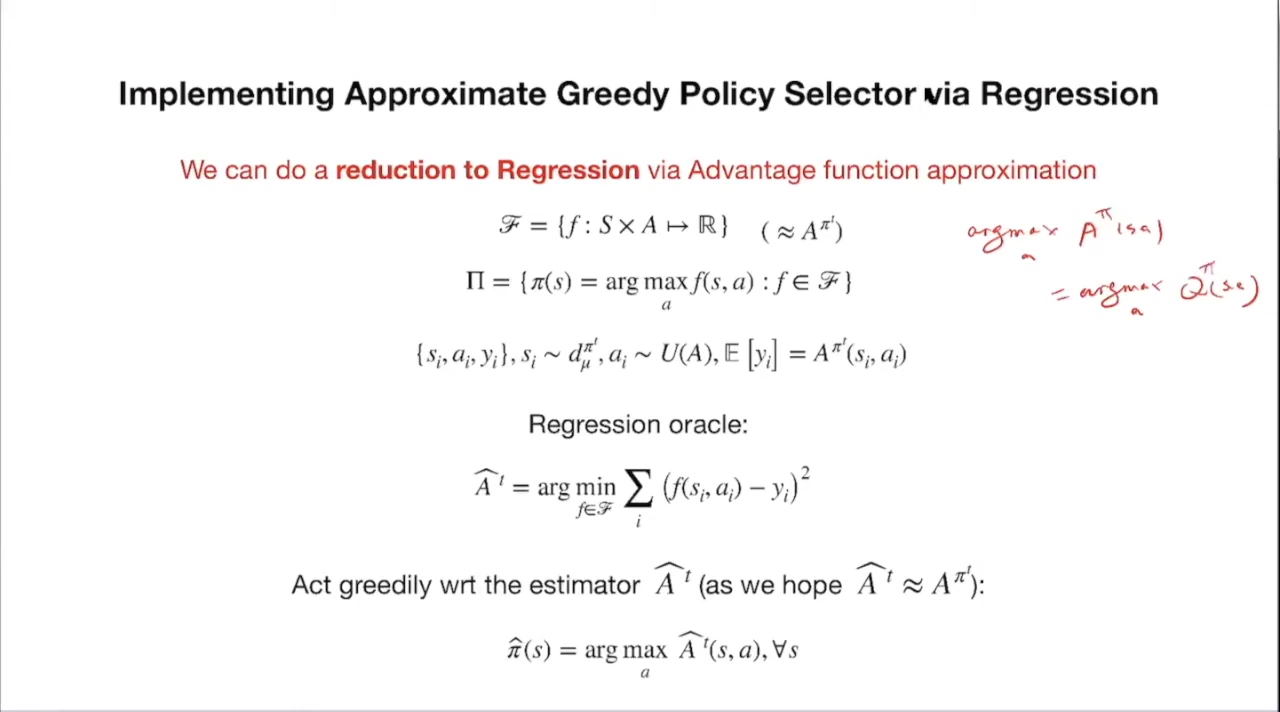 Implementing Approximate Greedy Policy Selector via Regression
We can do a reduction to Regression via Advantage function approximation
ℱ = {f : S × A ↦ ℝ} (≈ A^{π^t})
argmax_a A^π(s,a)
Π = {π(s) = arg max_a f(s, a) : f ∈ ℱ}
= argmax_a Q^π(s,a)
{s_i, a_i, y_i}, s_i ∼ d_μ^{π^t}, a_i ∼ U(A), 𝔼 [y_i] = A^{π^t}(s_i, a_i)
Regression oracle:
Â^t = arg min_{f∈ℱ} ∑_i (f(s_i, a_i) − y_i)^2
Act greedily wrt the estimator Â^t (as we hope Â^t ≈ A^{π^t}):
π̂(s) = arg max_a Â^t(s, a), ∀s